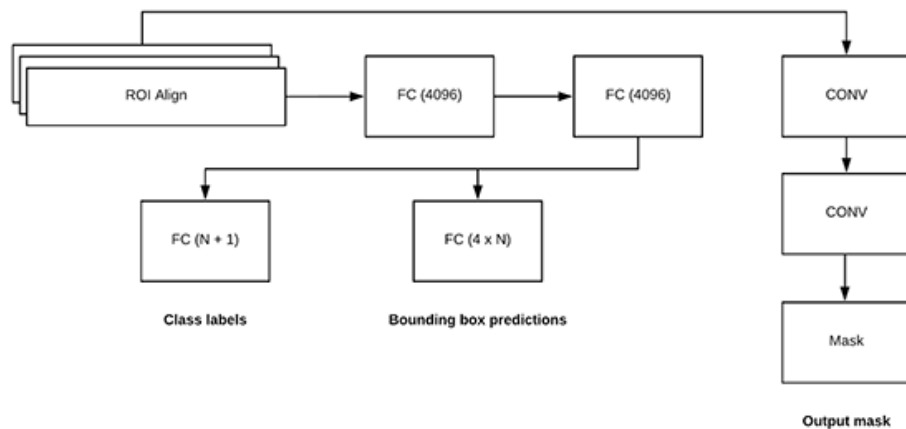 ROI Align
FC (4096)
FC (4096)
CONV
CONV
FC (N + 1)
FC (4 x N)
Class labels
Bounding box predictions
Mask
Output mask